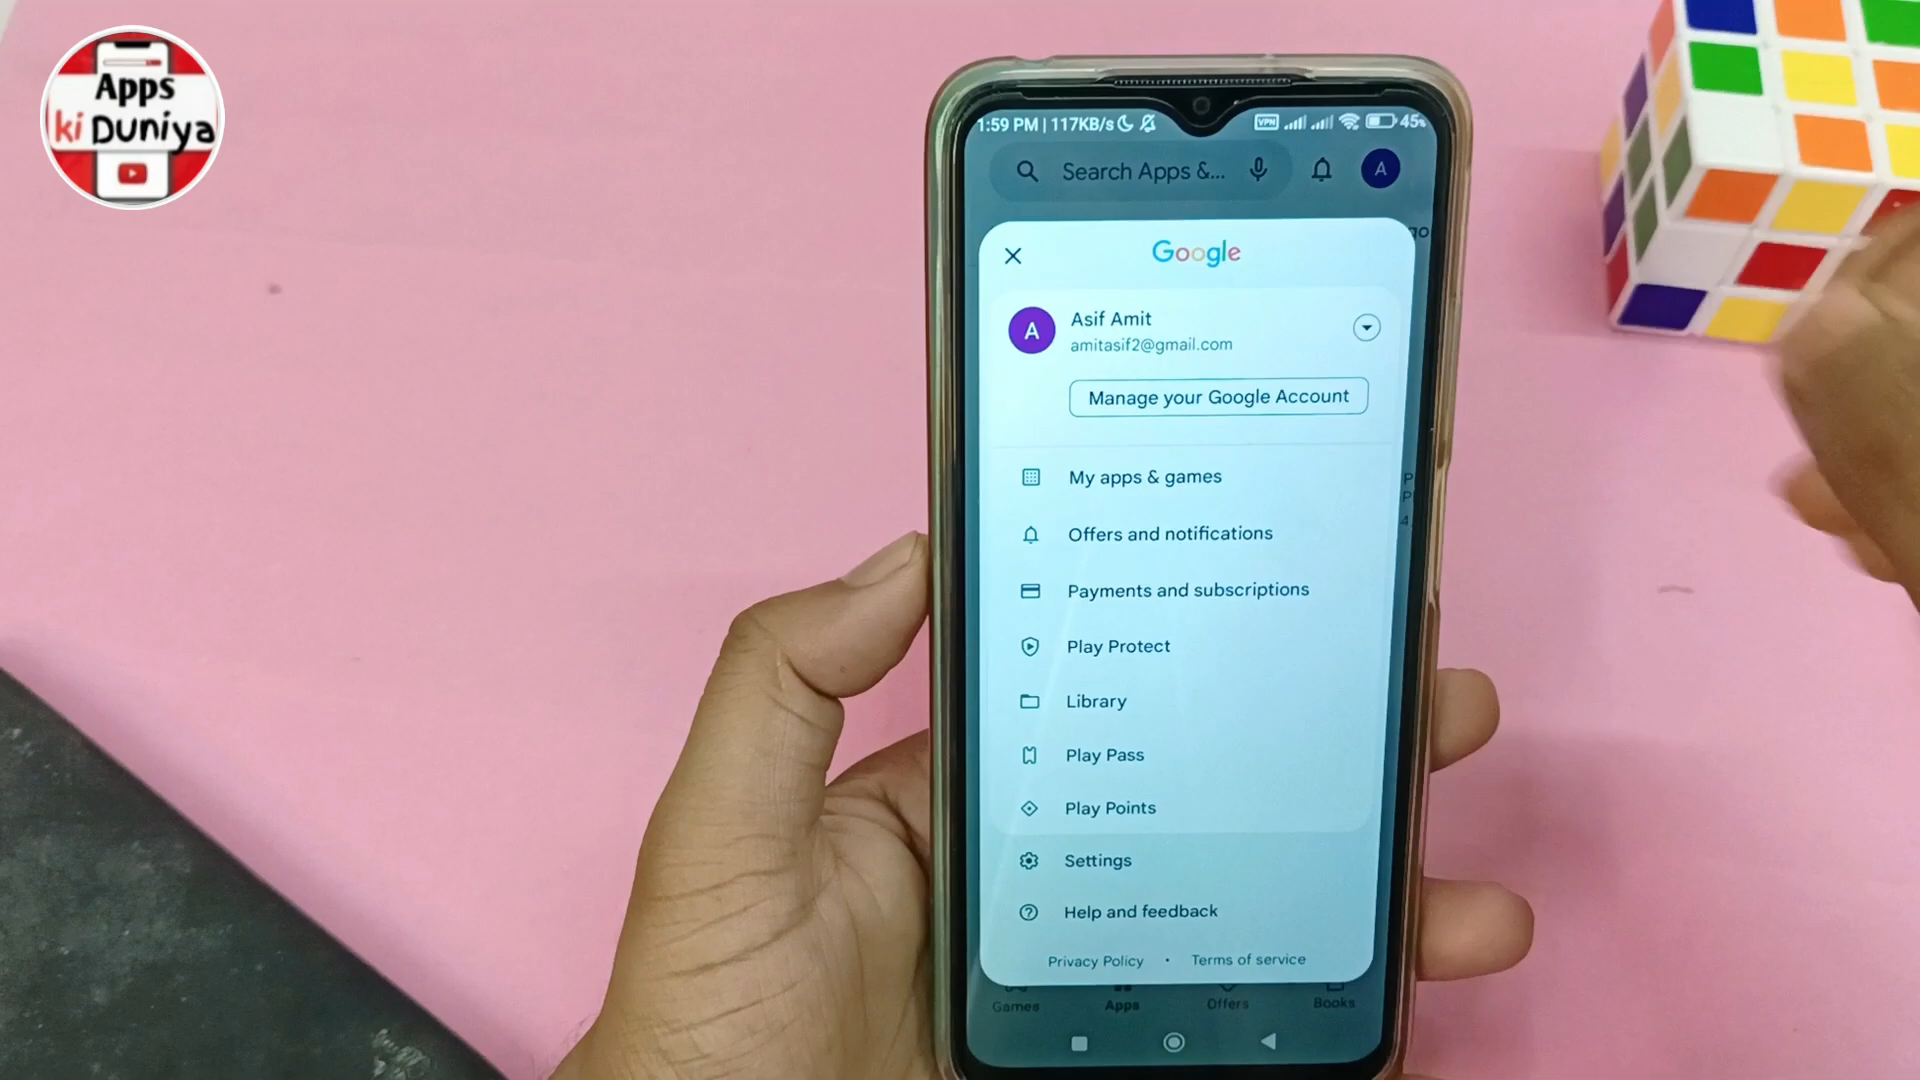 Apps
ki Duniya
1:59 PM | 117KB/s
VPN
45%
Search Apps &...
A
go
Google
A
Asif Amit
amitasif2@gmail.com
Manage your Google Account
My apps & games
Offers and notifications
Payments and subscriptions
Play Protect
Library
Play Pass
Play Points
Settings
Help and feedback
Privacy Policy • Terms of service
Games
Apps
Offers
Books